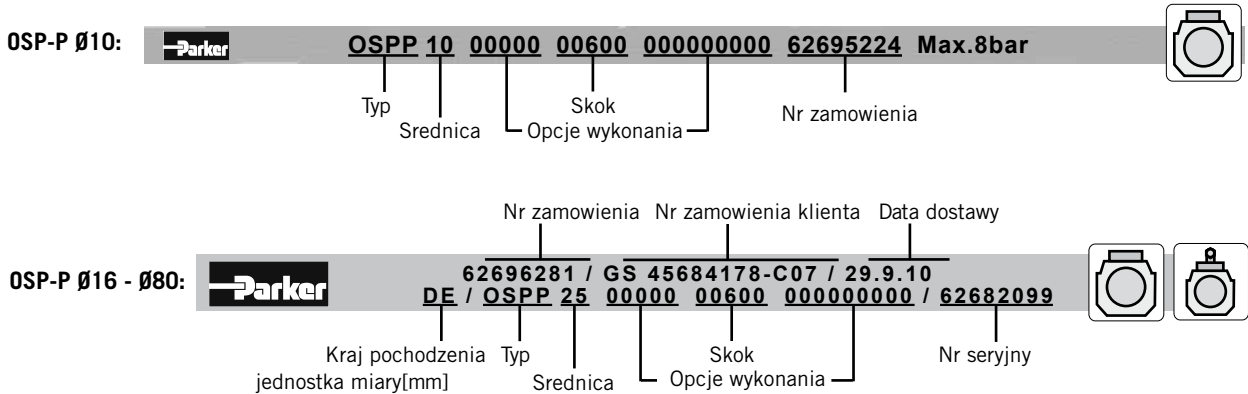 OSP-P Ø10: Parker OSPP 10 00000 00600 000000000 62695224 Max.8bar
Typ Skok Nr zamowienia
Srednica Opcje wykonania
Nr zamowienia Nr zamowienia klienta Data dostawy
OSP-P Ø16 - Ø80: Parker 62696281 / GS 45684178-C07 / 29.9.10
DE / OSPP 25 00000 00600 000000000 / 62682099
Kraj pochodzenia Typ Skok Nr seryjny
jednostka miary[mm] Srednica Opcje wykonania